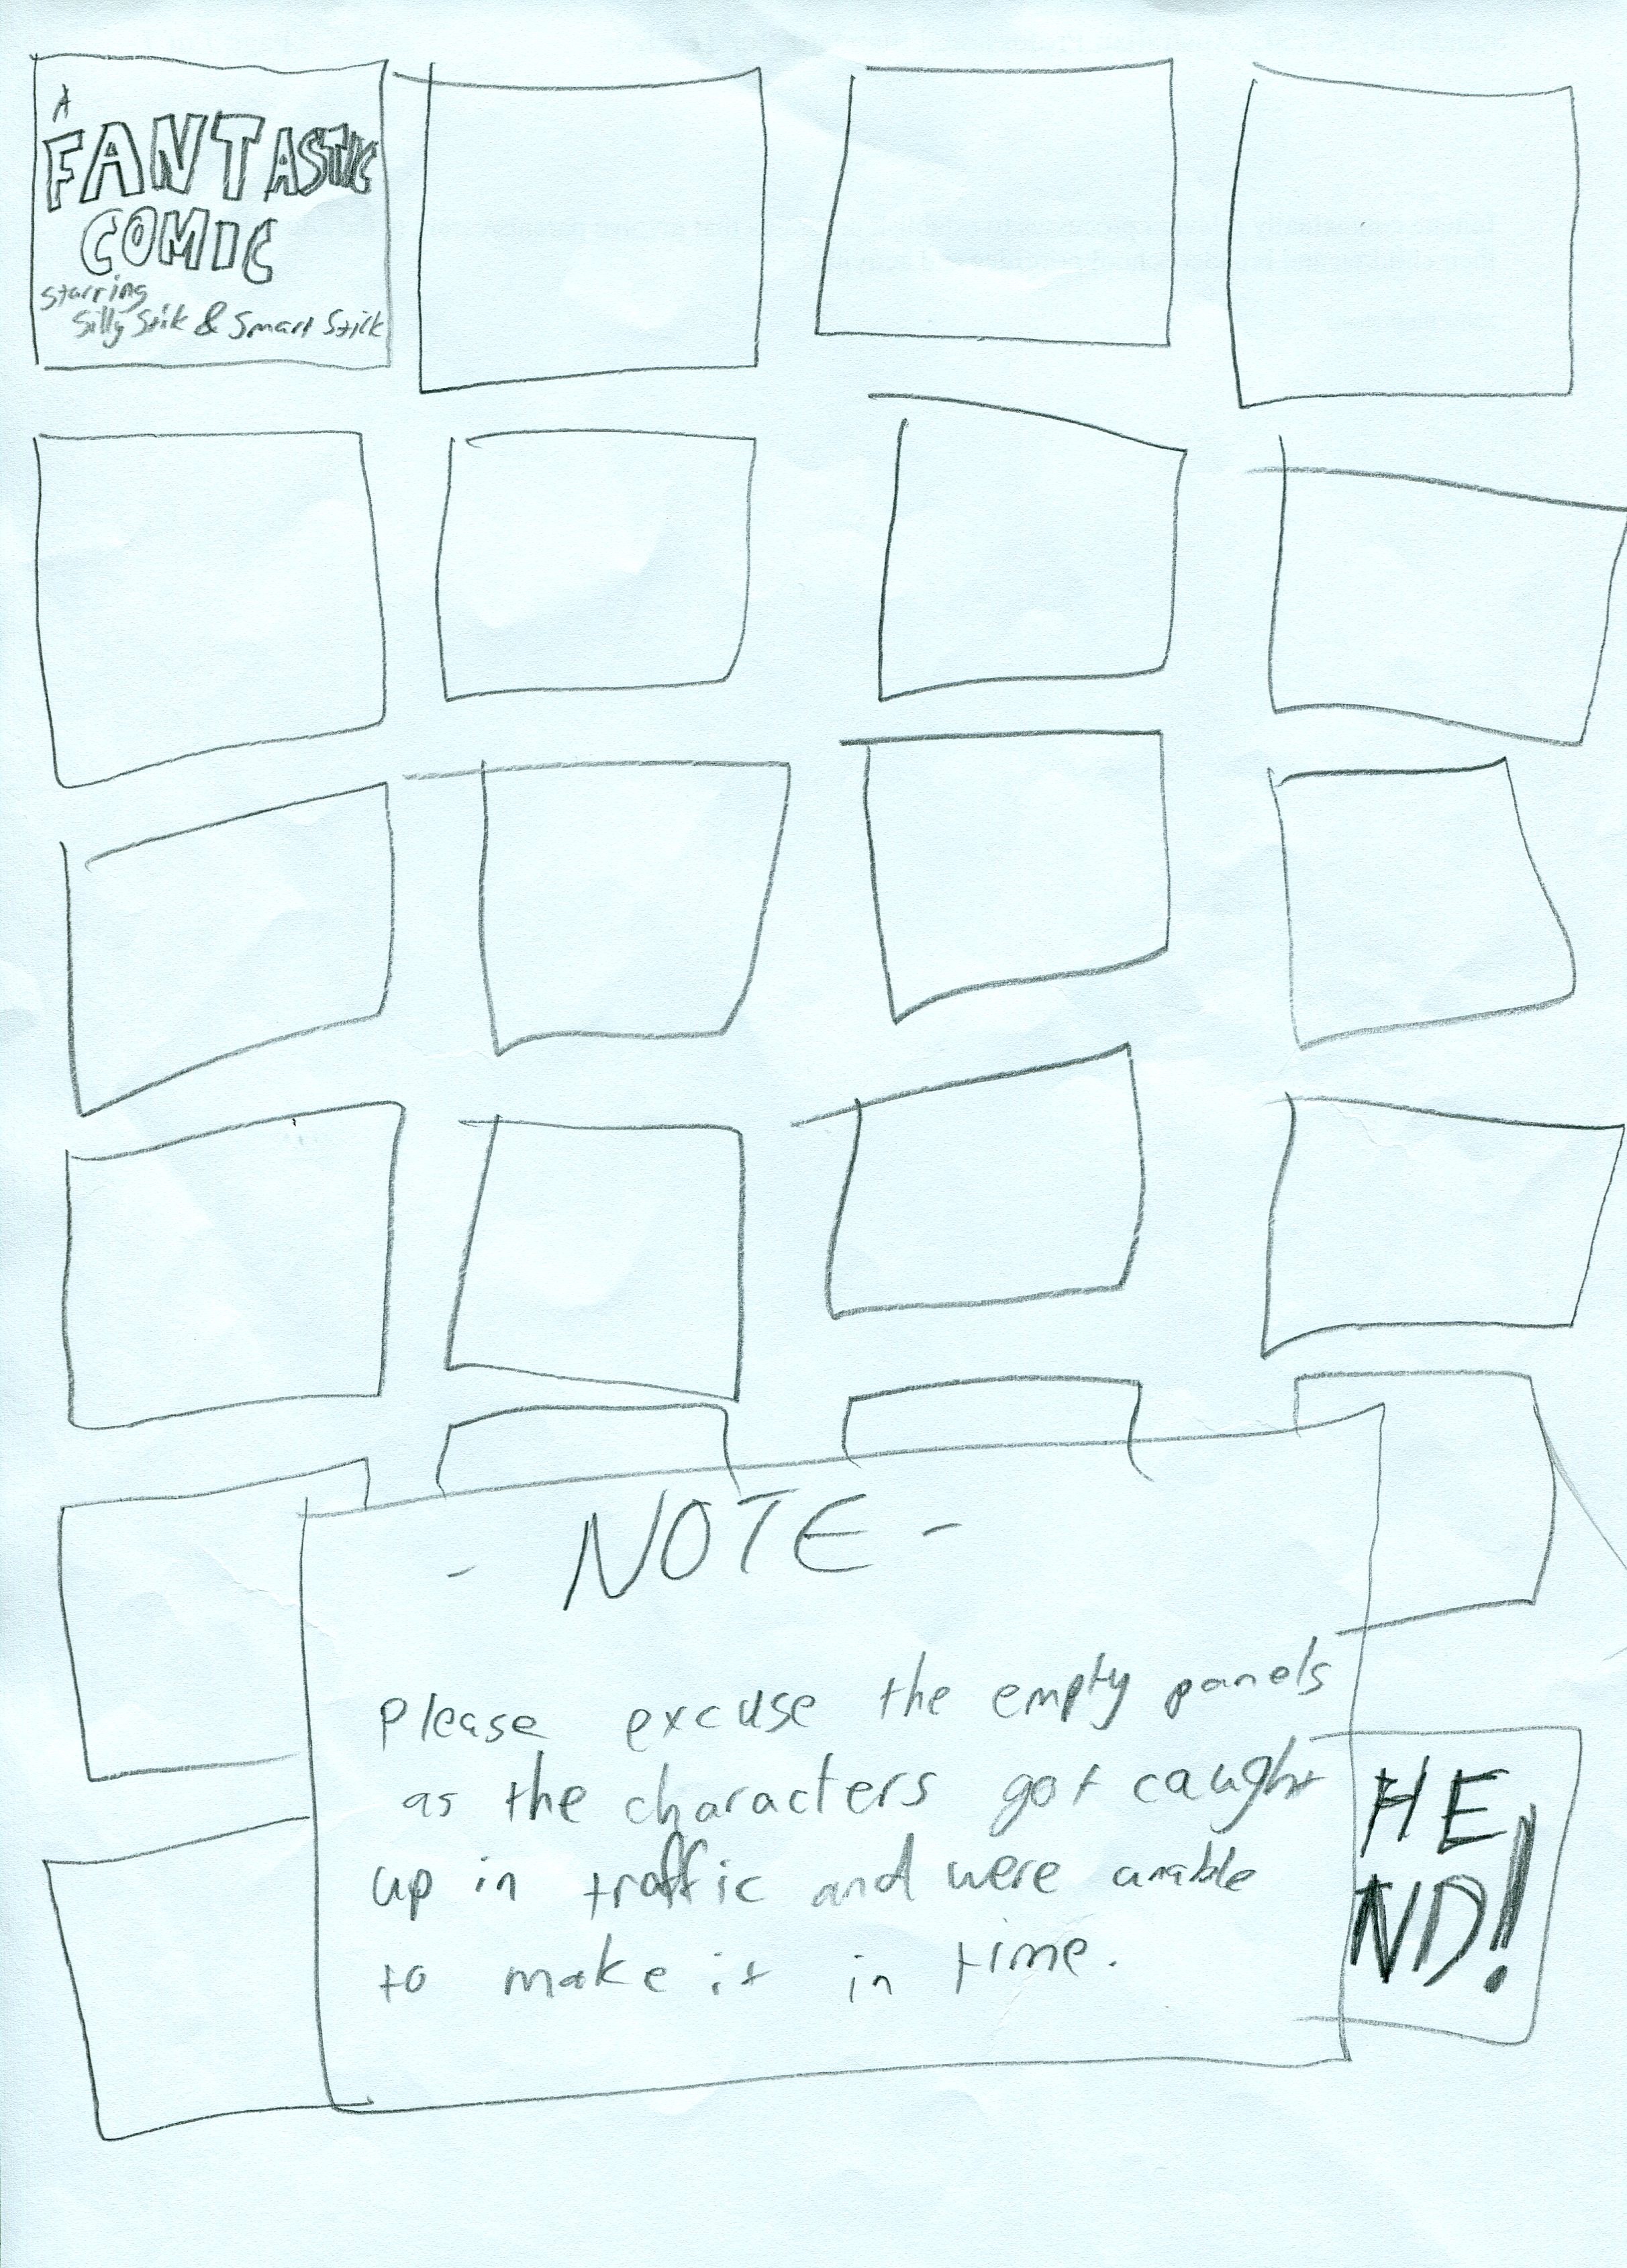 A
FANTASTIC
COMIC
starring
Silly Stik & Smart Stick
- NOTE -
Please excuse the empty panels
as the characters got caught
up in traffic and were unable
to make it in time.
HE
ND!